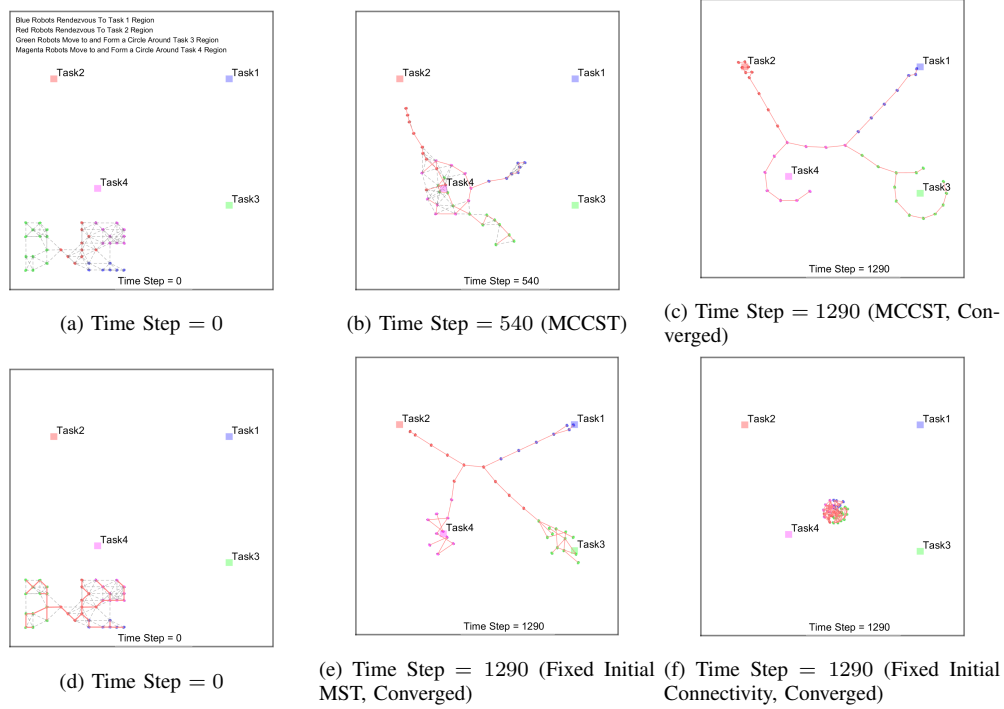 Blue Robots Rendezvous To Task 1 Region
Red Robots Rendezvous To Task 2 Region
Green Robots Move to and Form a Circle Around Task 3 Region
Magenta Robots Move to and Form a Circle Around Task 4 Region
Task2
Task1
Task4
Task3
Time Step = 0
(a) Time Step = 0
Task2
Task1
Task4
Task3
Time Step = 540
(b) Time Step = 540 (MCCST)
Task2
Task1
Task4
Task3
Time Step = 1290
(c) Time Step = 1290 (MCCST, Con-
verged)
Task2
Task1
Task4
Task3
Time Step = 0
(d) Time Step = 0
Task2
Task1
Task4
Task3
Time Step = 1290
(e) Time Step = 1290 (Fixed Initial
MST, Converged)
Task2
Task1
Task4
Task3
Time Step = 1290
(f) Time Step = 1290 (Fixed Initial
Connectivity, Converged)